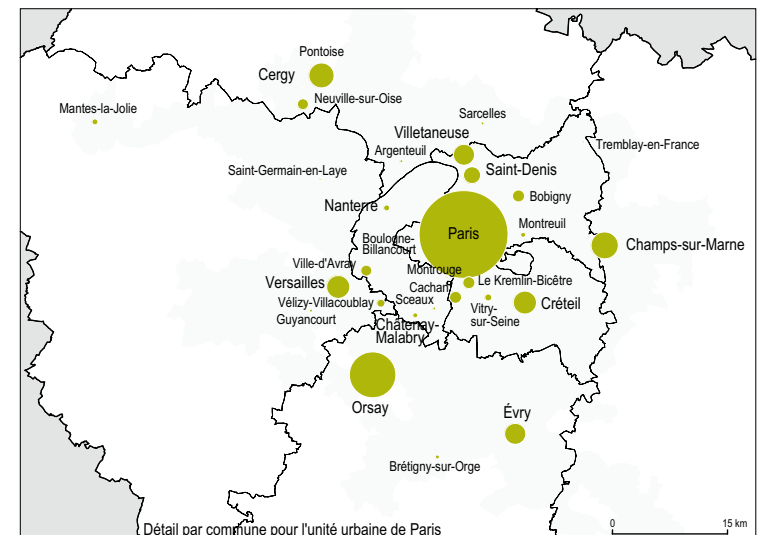 Pontoise
Cergy
Neuville-sur-Oise
Mantes-la-Jolie
Sarcelles
Villetaneuse
Argenteuil
Tremblay-en-France
Saint-Germain-en-Laye
Saint-Denis
Bobigny
Nanterre
Montreuil
Paris
Boulogne-
Billancourt
Champs-sur-Marne
Ville-d'Avray
Montrouge
Versailles
Cachan
Le Kremlin-Bicêtre
Vélizy-Villacoublay
Sceaux
Créteil
Vitry-
sur-Seine
Guyancourt
Châtenay-
Malabry
Orsay
Évry
Brétigny-sur-Orge
Détail par commune pour l'unité urbaine de Paris
0
15 km